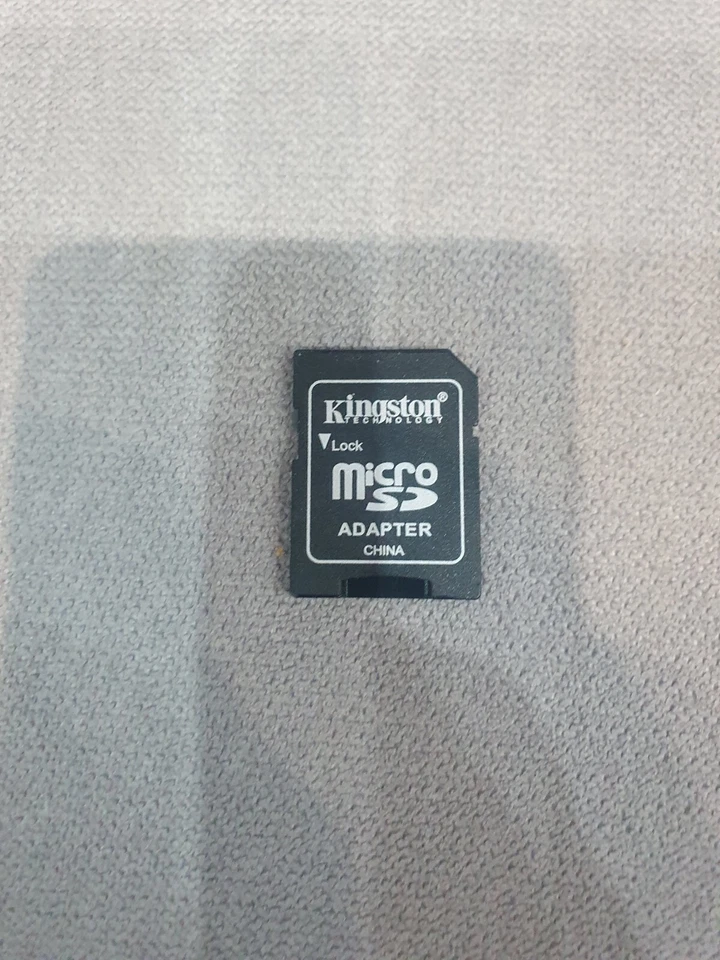 Kingston®
TECHNOLOGY
▼Lock
Micro
SD
ADAPTER
CHINA